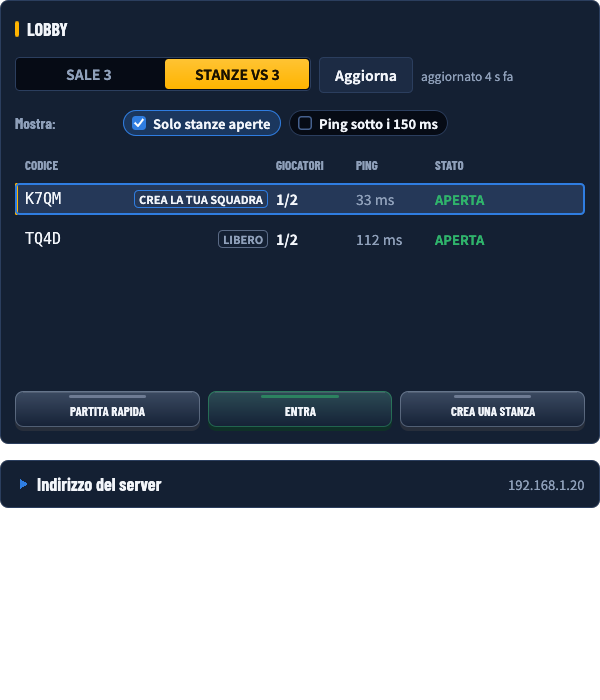 LOBBY
SALE 3 STANZE VS 3 Aggiorna aggiornato 4 s fa
Mostra: Solo stanze aperte Ping sotto i 150 ms
CODICE GIOCATORI PING STATO
K7QM CREA LA TUA SQUADRA 1/2 33 ms APERTA
TQ4D LIBERO 1/2 112 ms APERTA
PARTITA RAPIDA ENTRA CREA UNA STANZA
Indirizzo del server 192.168.1.20